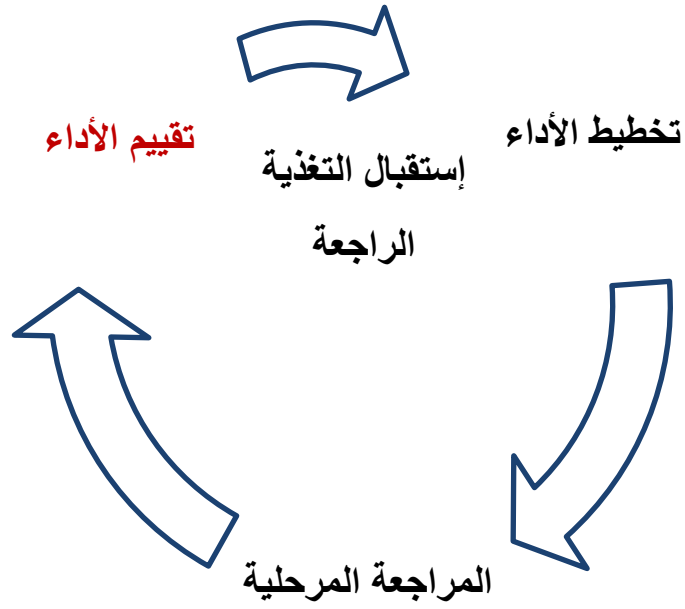 تخطيط الأداء
تقييم الأداء
إستقبال التغذية
الراجعة
المراجعة المرحلية